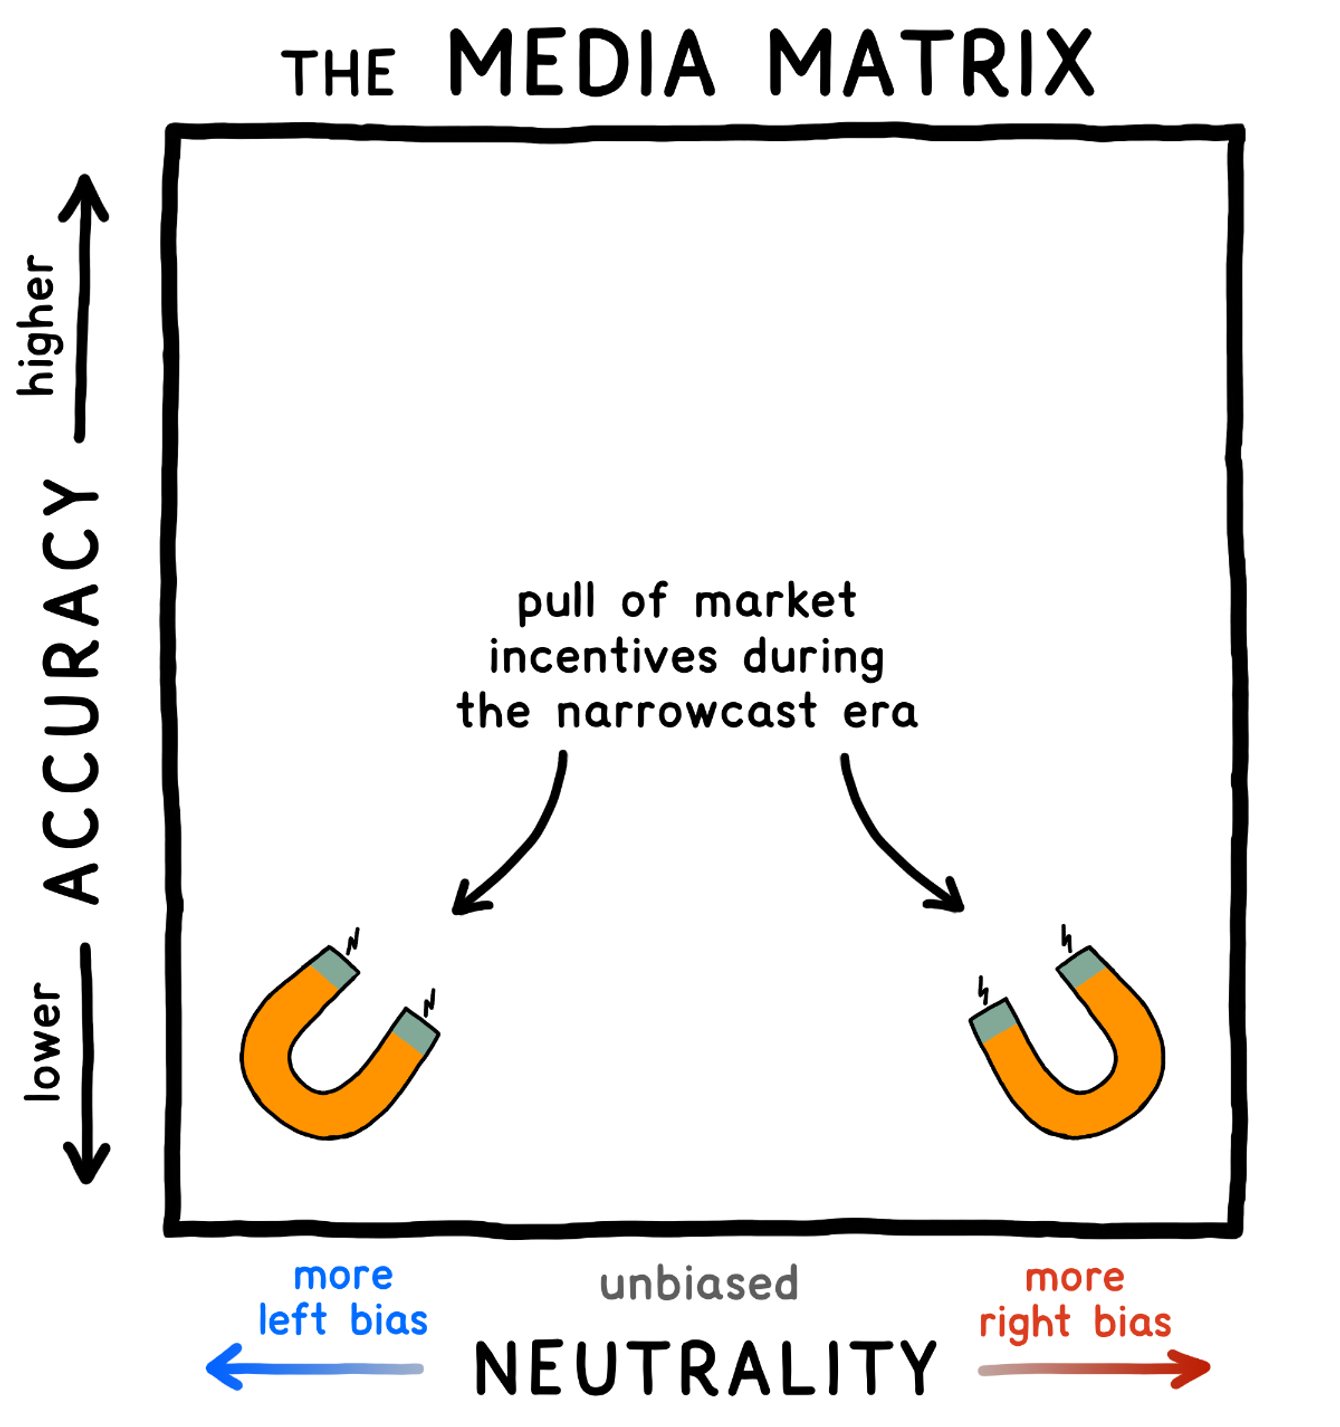 THE MEDIA MATRIX
higher
ACCURACY
lower
pull of market
incentives during
the narrowcast era
more
left bias
unbiased
more
right bias
NEUTRALITY